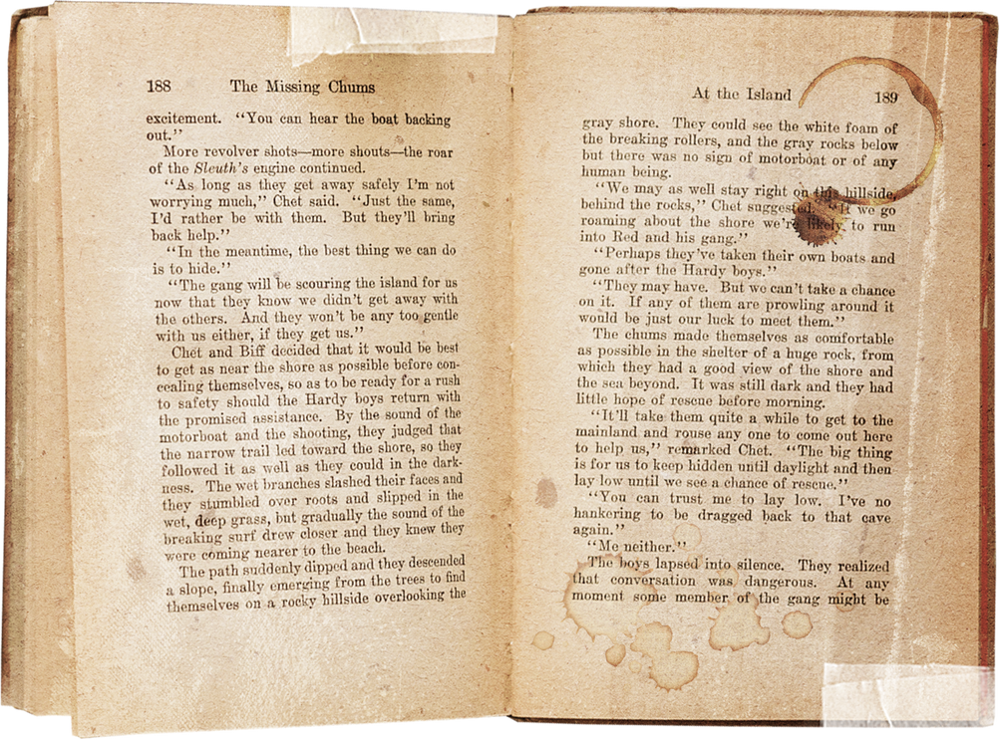 188 The Missing Chums
excitement. “You can hear the boat backing
out.”
More revolver shots—more shouts—the roar
of the Sleuth’s engine continued.
“As long as they get away safely I’m not
worrying much,” Chet said. “Just the same,
I’d rather be with them. But they’ll bring
back help.”
“In the meantime, the best thing we can do
is to hide.”
“The gang will be scouring the island for us
now that they know we didn’t get away with
the others. And they won’t be any too gentle
with us either, if they get us.”
Chet and Biff decided that it would be best
to get as near the shore as possible before con-
cealing themselves, so as to be ready for a rush
to safety should the Hardy boys return with
the promised assistance. By the sound of the
motorboat and the shooting, they judged that
the narrow trail led toward the shore, so they
followed it as well as they could in the dark-
ness. The wet branches slashed their faces and
they stumbled over roots and slipped in the
wet, deep grass, but gradually the sound of the
breaking surf drew closer and they knew they
were coming nearer to the beach.
The path suddenly dipped and they descended
a slope, finally emerging from the trees to find
themselves on a rocky hillside overlooking the
At the Island 189
gray shore. They could see the white foam of
the breaking rollers, and the gray rocks below
but there was no sign of motorboat or of any
human being.
“We may as well stay right on this hillside,
behind the rocks,” Chet suggested. “If we go
roaming about the shore we’re likely to run
into Red and his gang.”
“Perhaps they’ve taken their own boats and
gone after the Hardy boys.”
“They may have. But we can’t take a chance
on it. If any of them are prowling around it
would be just our luck to meet them.”
The chums made themselves as comfortable
as possible in the shelter of a huge rock, from
which they had a good view of the shore and
the sea beyond. It was still dark and they had
little hope of rescue before morning.
“It’ll take them quite a while to get to the
mainland and rouse any one to come out here
to help us,” remarked Chet. “The big thing
is for us to keep hidden until daylight and then
lay low until we see a chance of rescue.”
“You can trust me to lay low. I’ve no
hankering to be dragged back to that cave
again.”
“Me neither.”
The boys lapsed into silence. They realized
that conversation was dangerous. At any
moment some member of the gang might be